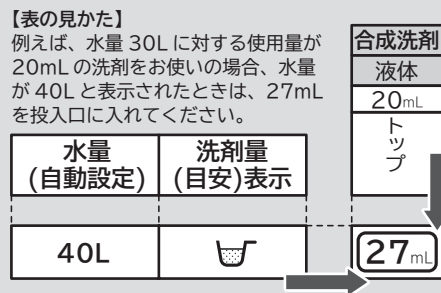 【表の見かた】
例えば、水量 30L に対する使用量が
20mL の洗剤をお使いの場合、水量
が 40L と表示されたときは、27mL
を投入口に入れてください。
合成洗剤
液体
20mL
トップ
水量
(自動設定)
洗剤量
(目安)表示
40L
27mL